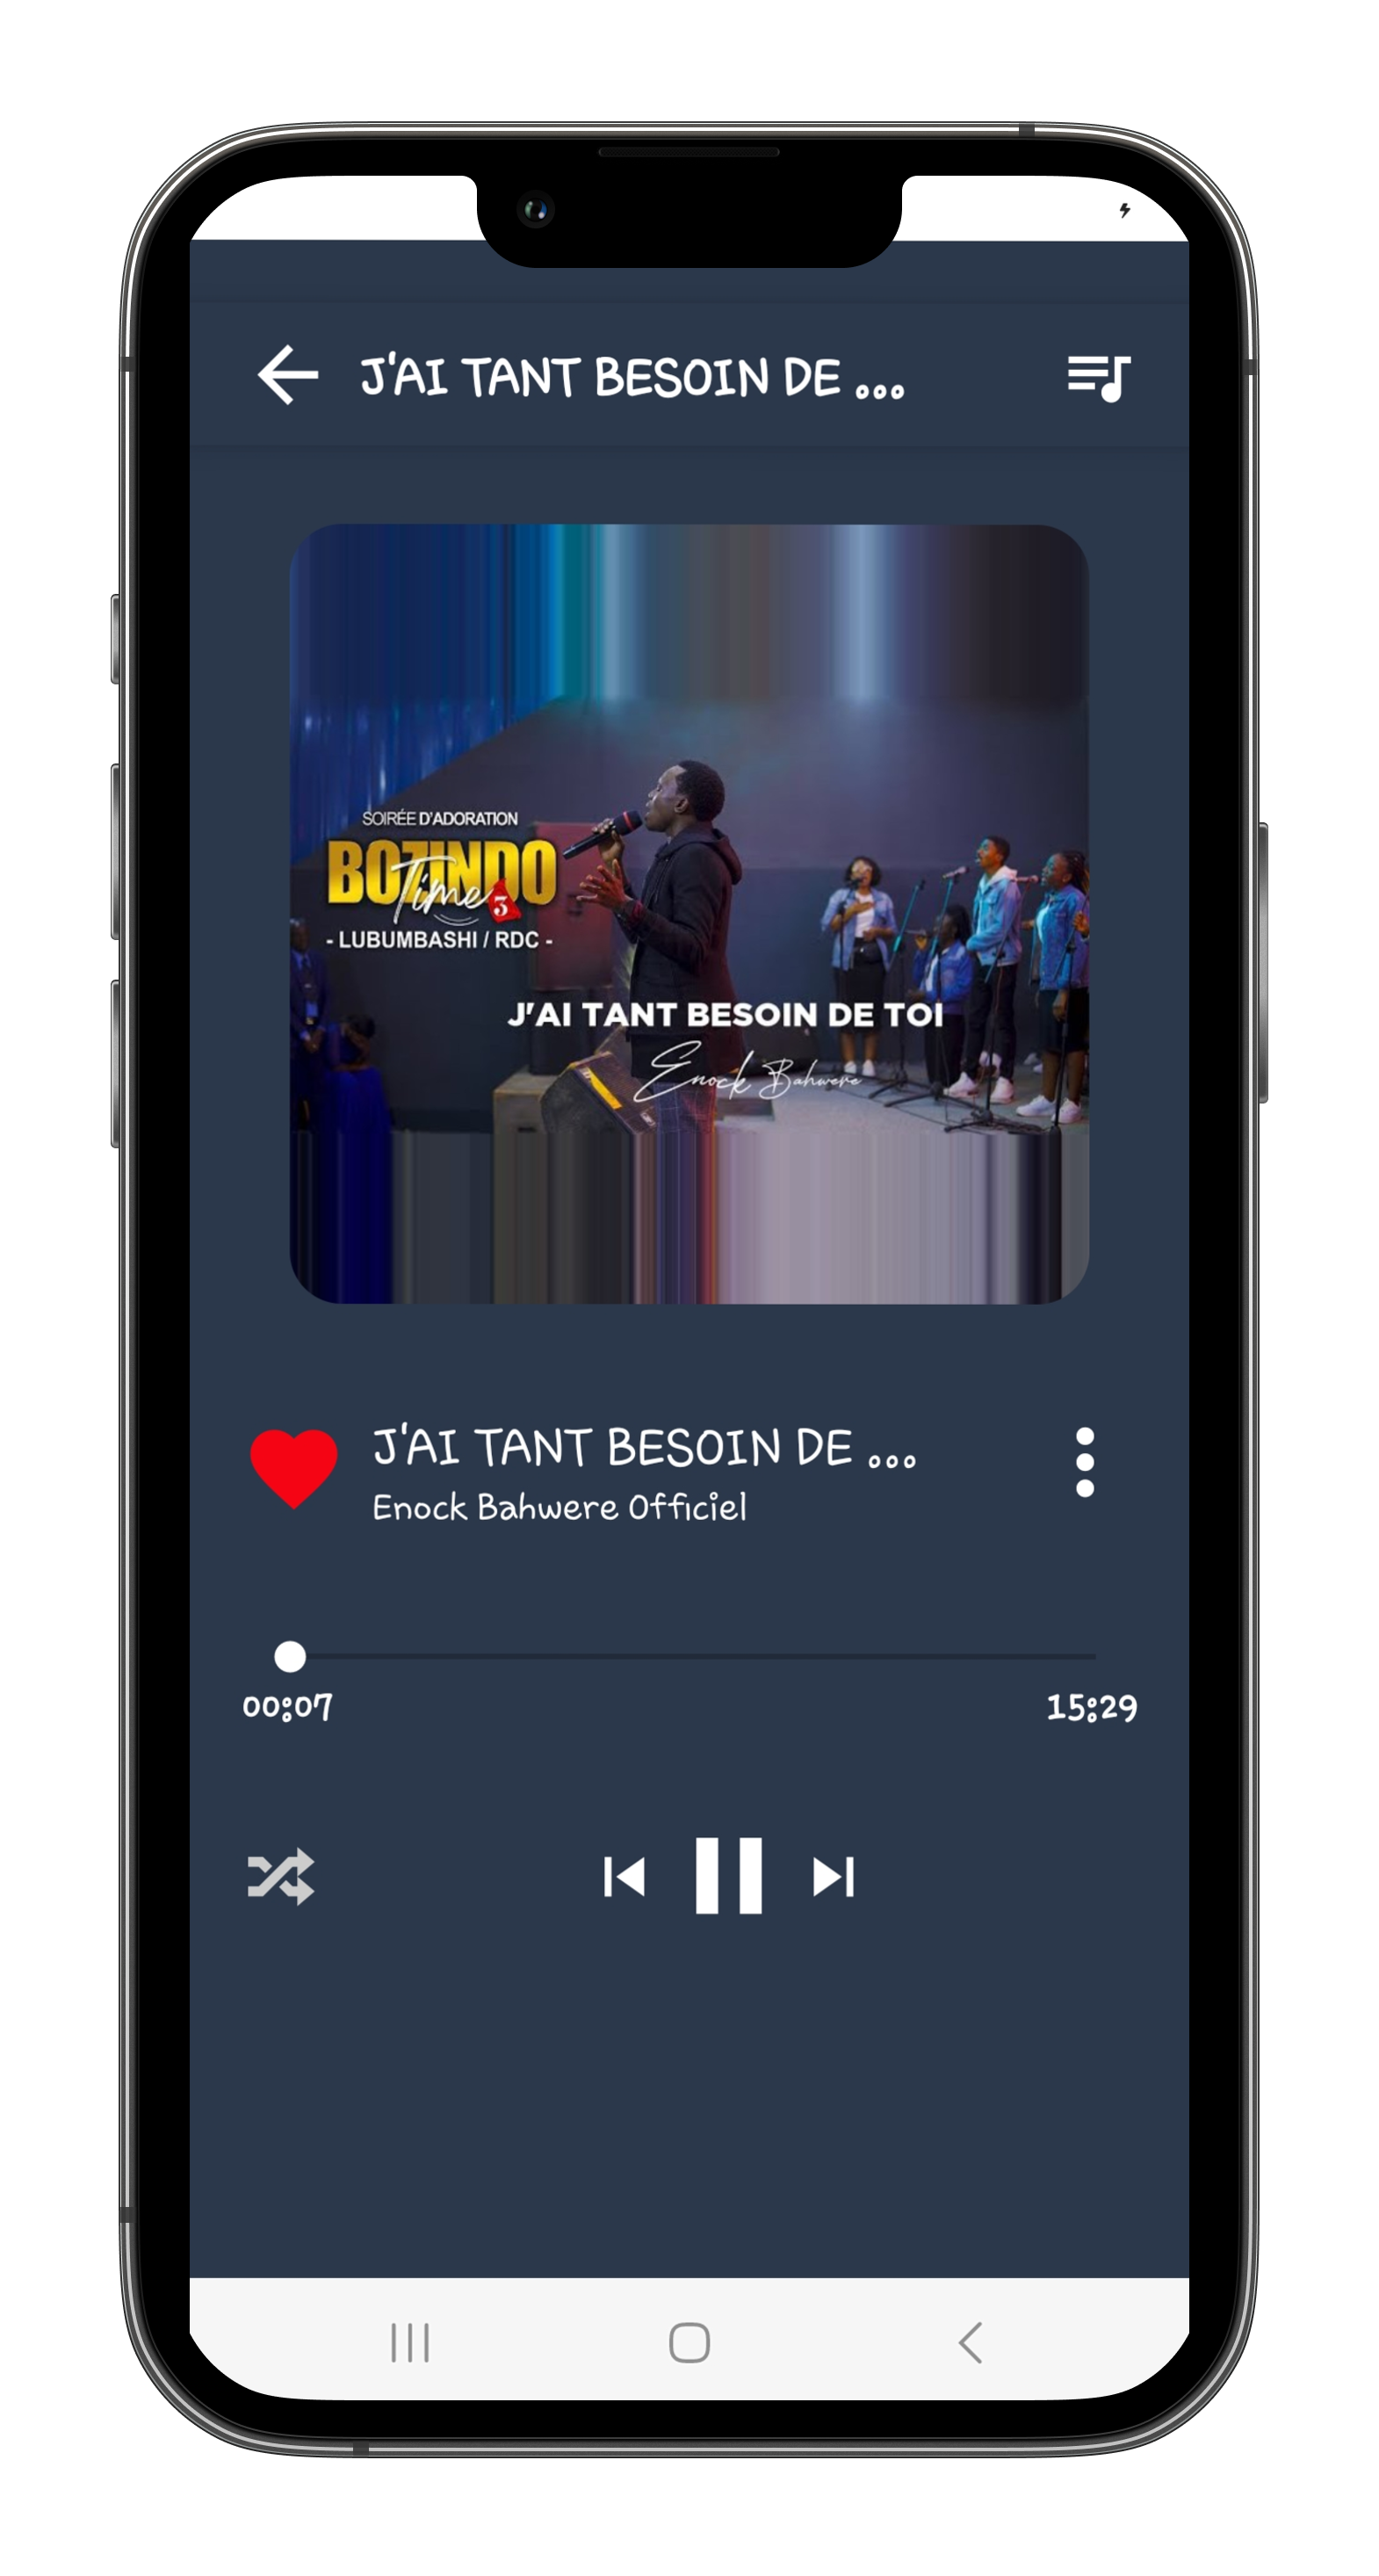 J'AI TANT BESOIN DE ...
SOIRÉE D'ADORATION
BOZINDO
Time 3
- LUBUMBASHI / RDC -
J'AI TANT BESOIN DE TOI
Enock Bahwere
J'AI TANT BESOIN DE ...
Enock Bahwere Officiel
00:07
15:29